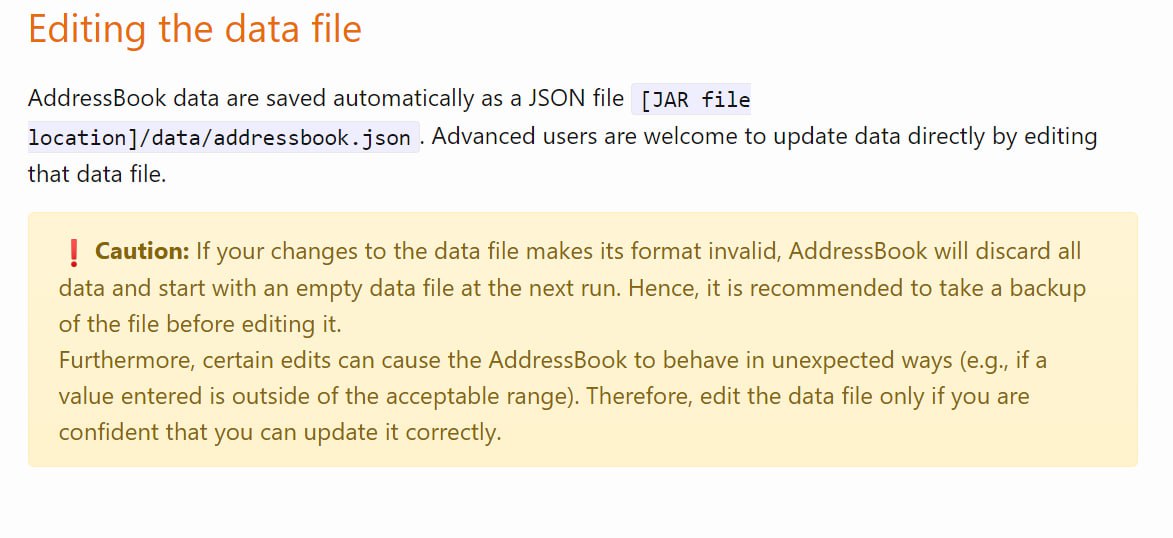 Editing the data file
AddressBook data are saved automatically as a JSON file [JAR file
location]/data/addressbook.json. Advanced users are welcome to update data directly by editing
that data file.
❗ Caution: If your changes to the data file makes its format invalid, AddressBook will discard all
data and start with an empty data file at the next run. Hence, it is recommended to take a backup
of the file before editing it.
Furthermore, certain edits can cause the AddressBook to behave in unexpected ways (e.g., if a
value entered is outside of the acceptable range). Therefore, edit the data file only if you are
confident that you can update it correctly.